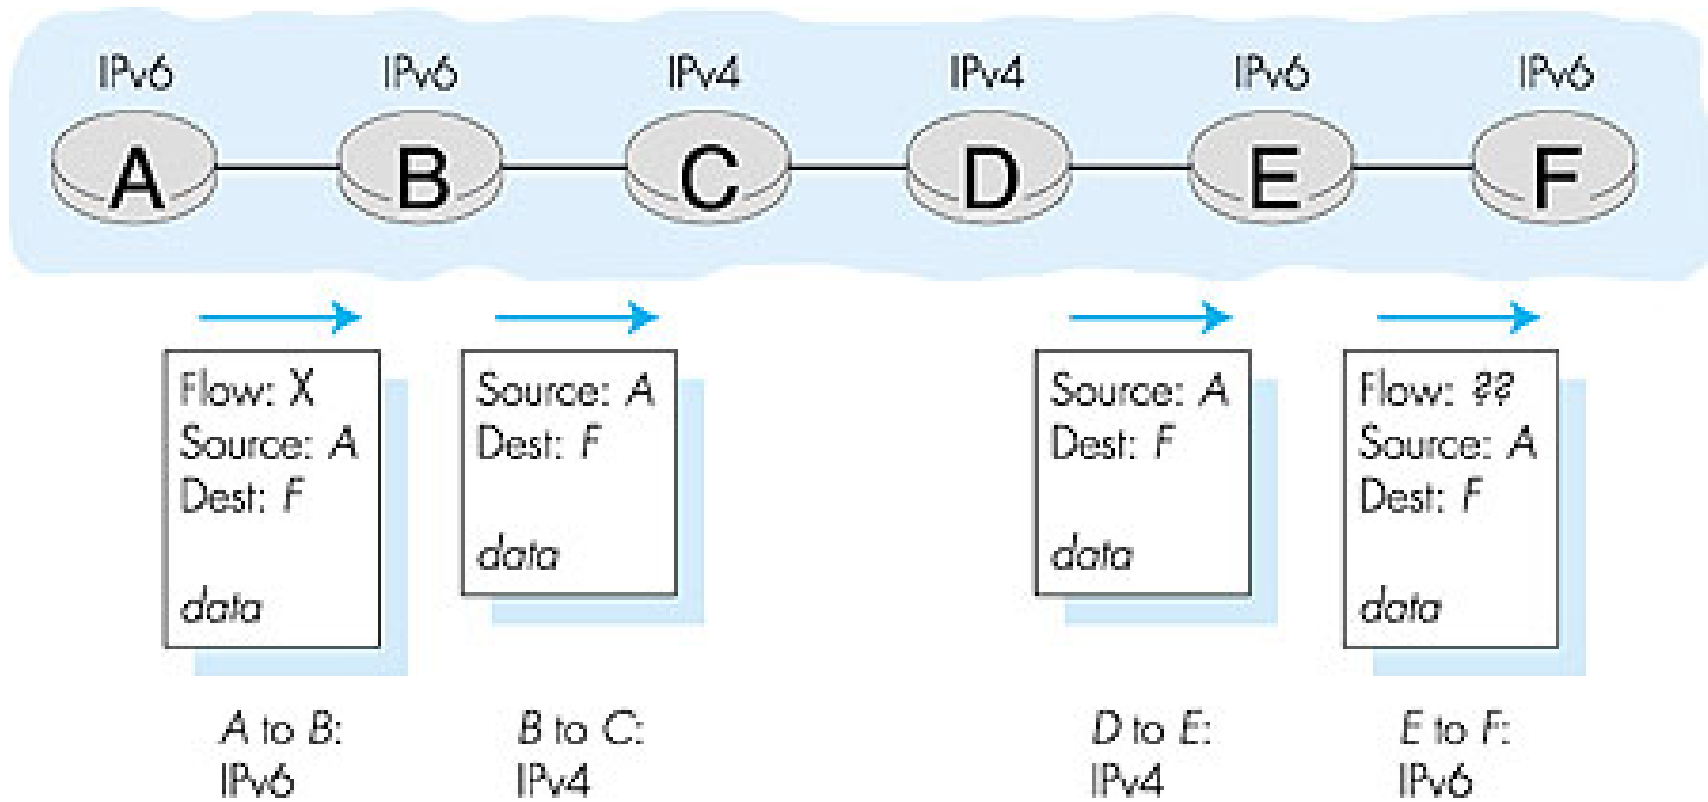 IPv6
IPv6
IPv4
IPv4
IPv6
IPv6
A
B
C
D
E
F
Flow: X
Source: A
Dest: F
data
Source: A
Dest: F
data
Source: A
Dest: F
data
Flow: ??
Source: A
Dest: F
data
A to B:
IPv6
B to C:
IPv4
D to E:
IPv4
E to F:
IPv6